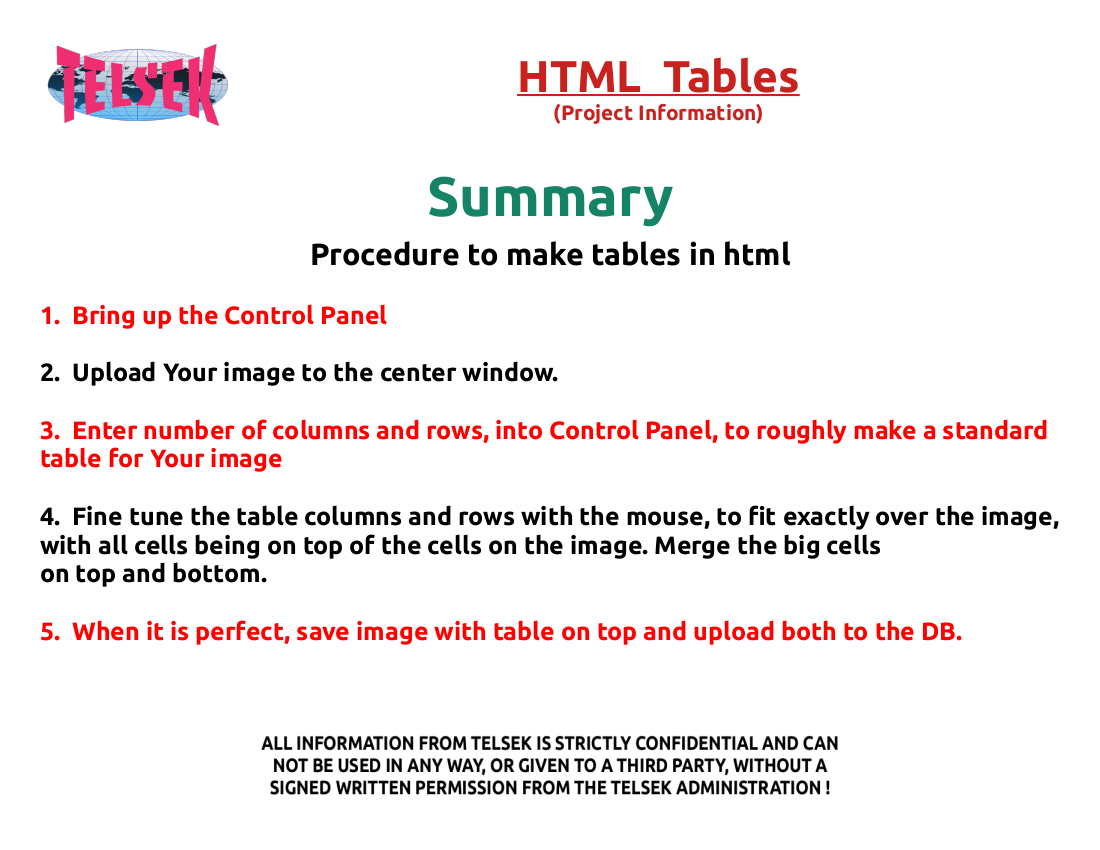 TELSEK
HTML Tables
(Project Information)
Summary
Procedure to make tables in html
1. Bring up the Control Panel
2. Upload Your image to the center window.
3. Enter number of columns and rows, into Control Panel, to roughly make a standard
table for Your image
4. Fine tune the table columns and rows with the mouse, to fit exactly over the image,
with all cells being on top of the cells on the image. Merge the big cells
on top and bottom.
5. When it is perfect, save image with table on top and upload both to the DB.
ALL INFORMATION FROM TELSEK IS STRICTLY CONFIDENTIAL AND CAN
NOT BE USED IN ANY WAY, OR GIVEN TO A THIRD PARTY, WITHOUT A
SIGNED WRITTEN PERMISSION FROM THE TELSEK ADMINISTRATION !